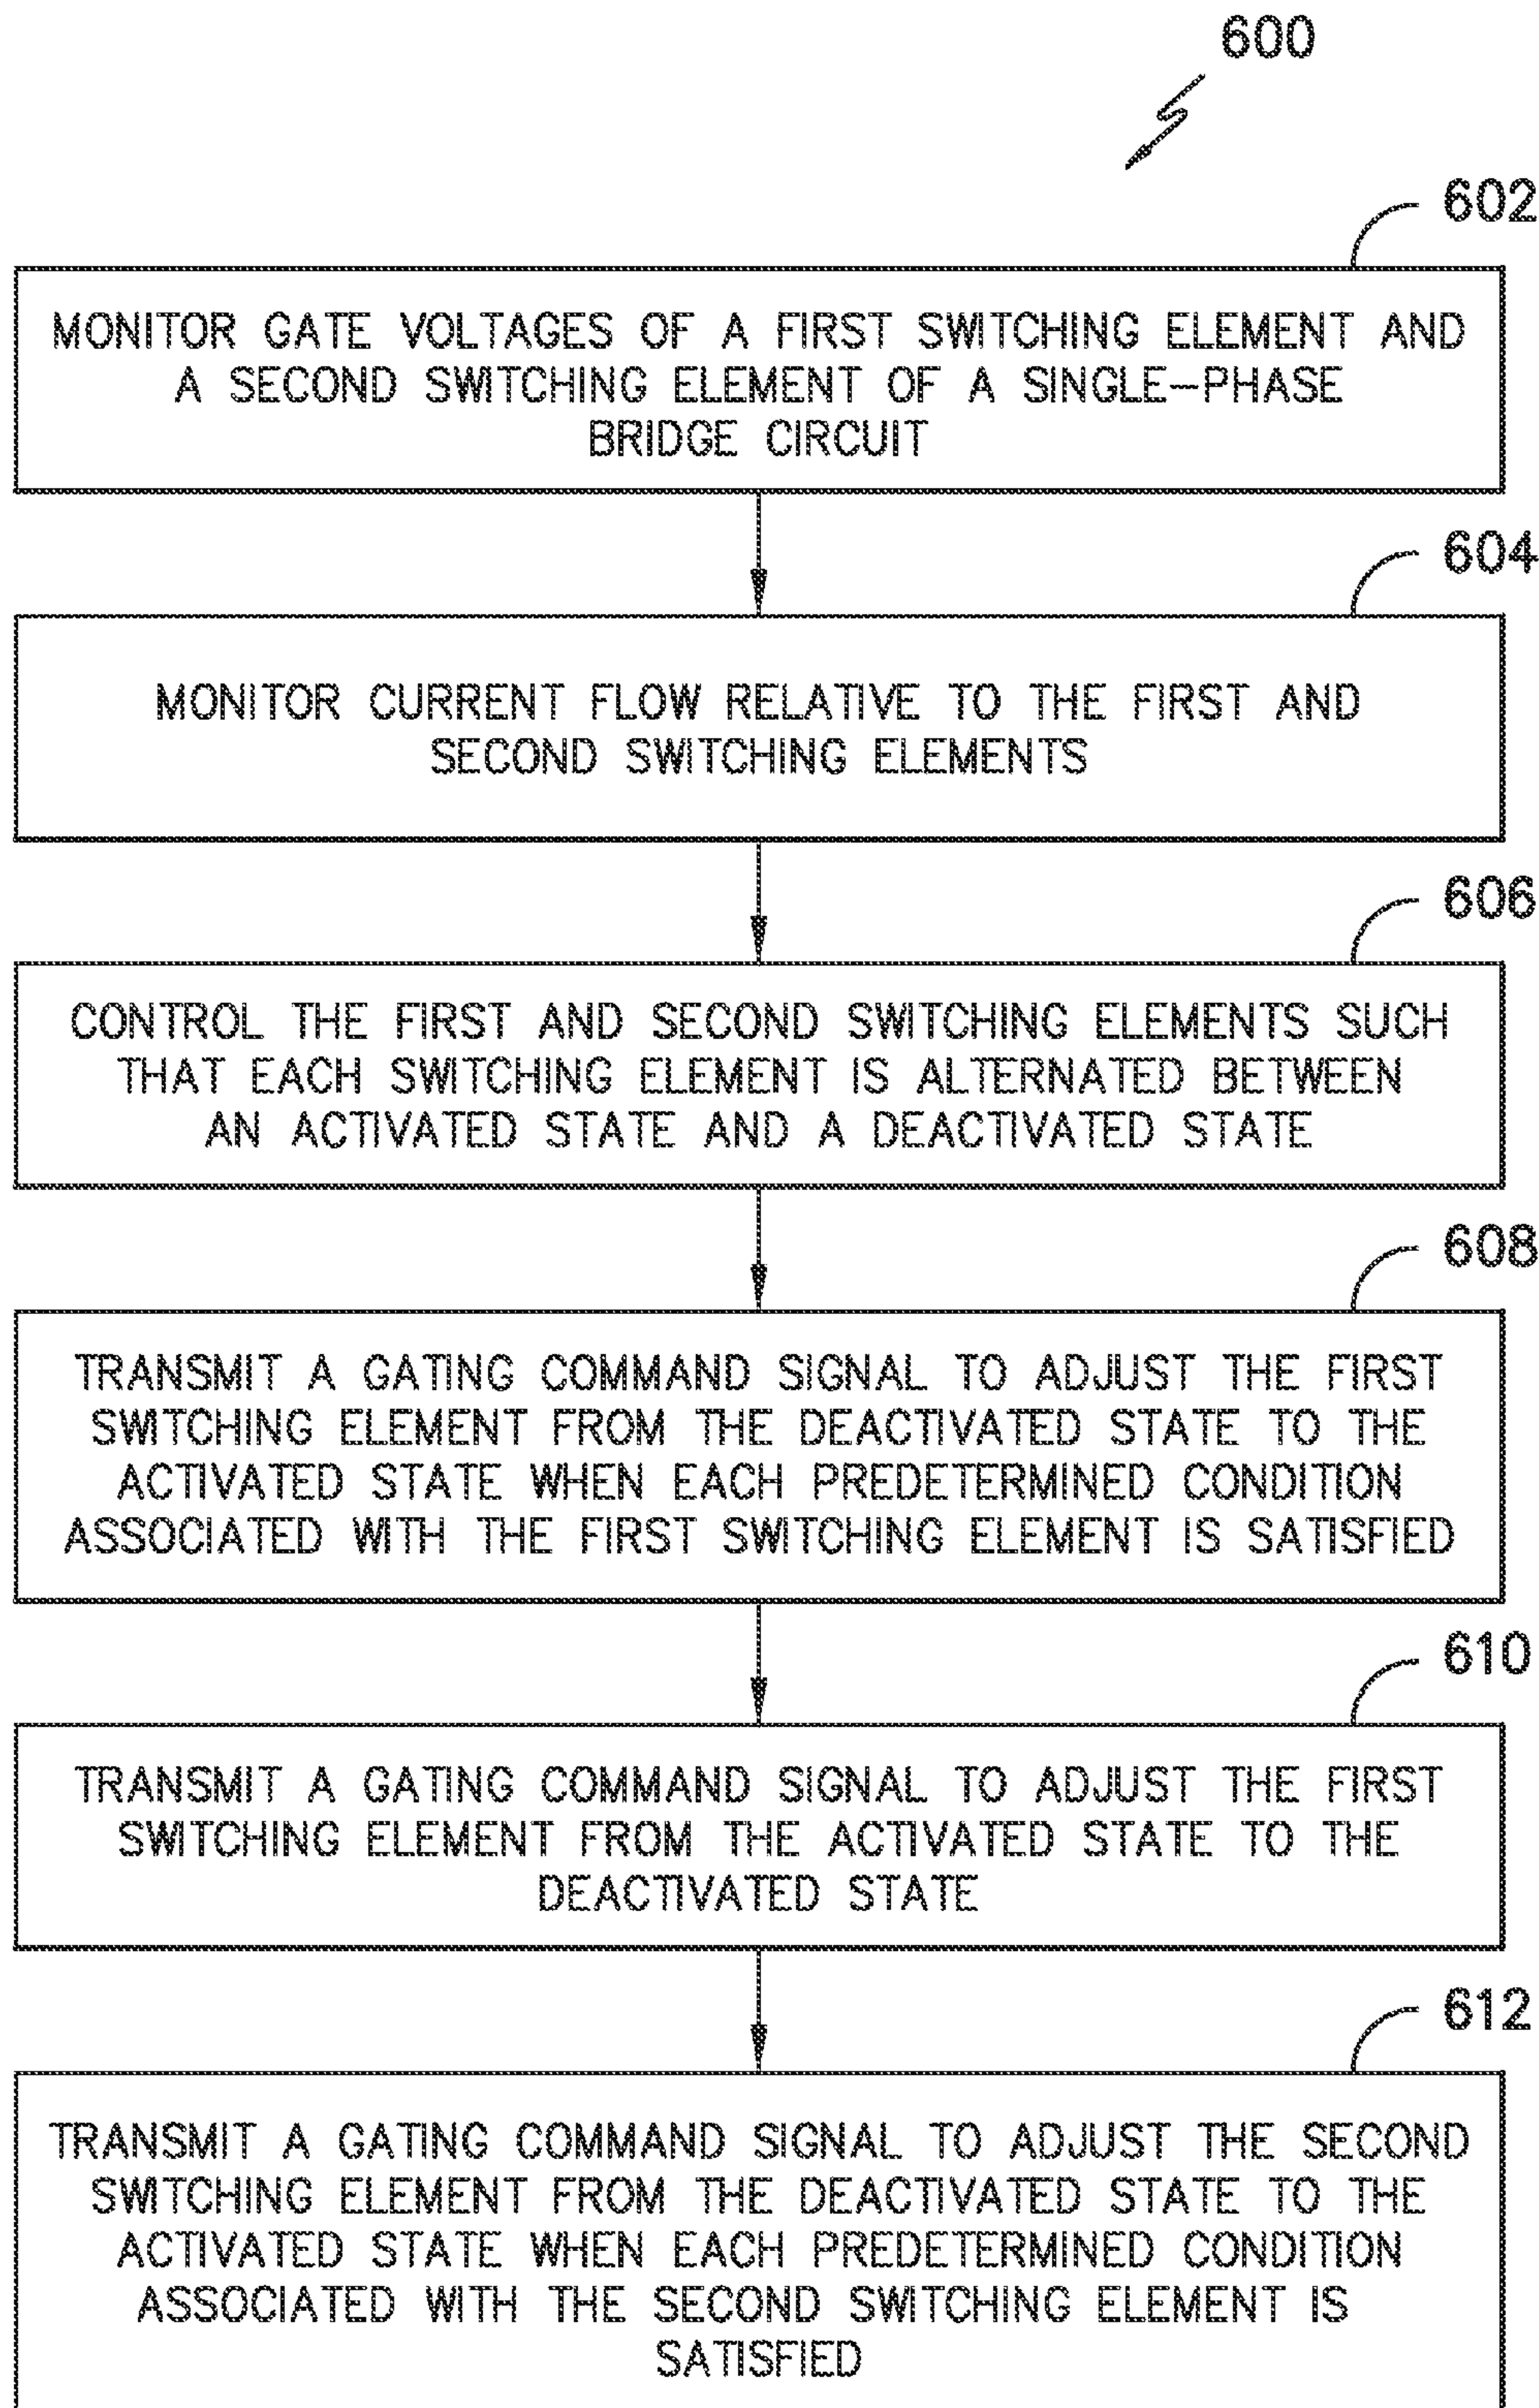 600
602
MONITOR GATE VOLTAGES OF A FIRST SWITCHING ELEMENT AND
A SECOND SWITCHING ELEMENT OF A SINGLE-PHASE
BRIDGE CIRCUIT
604
MONITOR CURRENT FLOW RELATIVE TO THE FIRST AND
SECOND SWITCHING ELEMENTS
606
CONTROL THE FIRST AND SECOND SWITCHING ELEMENTS SUCH
THAT EACH SWITCHING ELEMENT IS ALTERNATED BETWEEN
AN ACTIVATED STATE AND A DEACTIVATED STATE
608
TRANSMIT A GATING COMMAND SIGNAL TO ADJUST THE FIRST
SWITCHING ELEMENT FROM THE DEACTIVATED STATE TO THE
ACTIVATED STATE WHEN EACH PREDETERMINED CONDITION
ASSOCIATED WITH THE FIRST SWITCHING ELEMENT IS SATISFIED
610
TRANSMIT A GATING COMMAND SIGNAL TO ADJUST THE FIRST
SWITCHING ELEMENT FROM THE ACTIVATED STATE TO THE
DEACTIVATED STATE
612
TRANSMIT A GATING COMMAND SIGNAL TO ADJUST THE SECOND
SWITCHING ELEMENT FROM THE DEACTIVATED STATE TO THE
ACTIVATED STATE WHEN EACH PREDETERMINED CONDITION
ASSOCIATED WITH THE SECOND SWITCHING ELEMENT IS
SATISFIED